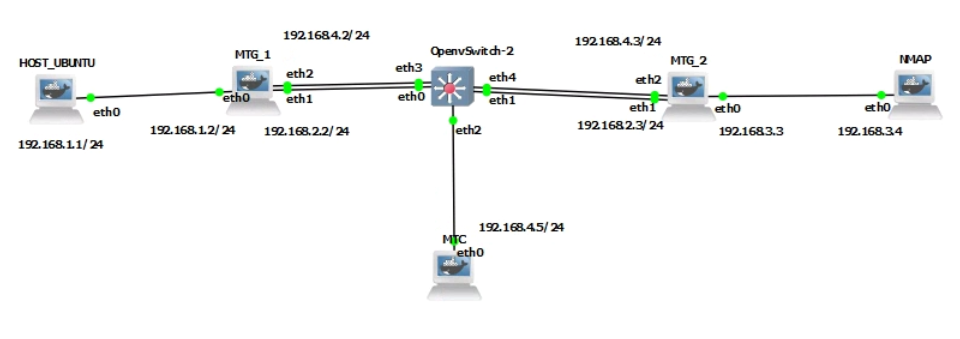 192.168.4.2/24
192.168.4.3/24
HOST_UBUNTU
MTG_1
OpenvSwitch-2
MTG_2
NMAP
eth0
eth0
eth2
eth1
eth3
eth0
eth4
eth1
eth2
eth2
eth1
eth0
eth0
192.168.1.1/24
192.168.1.2/24
192.168.2.2/24
192.168.2.3/24
192.168.3.3
192.168.3.4
192.168.4.5/24
MTC
eth0